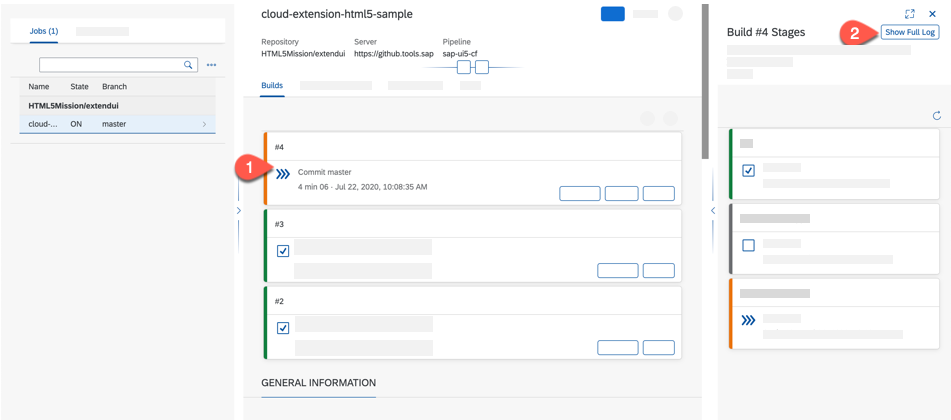 Jobs (1)
Name State Branch
HTML5Mission/extendui
cloud-... ON master
cloud-extension-html5-sample
Repository Server Pipeline
HTML5Mission/extendui https://github.tools.sap sap-ui5-cf
Builds
#4
1
Commit master
4 min 06 - Jul 22, 2020, 10:08:35 AM
#3
#2
GENERAL INFORMATION
Build #4 Stages
2
Show Full Log